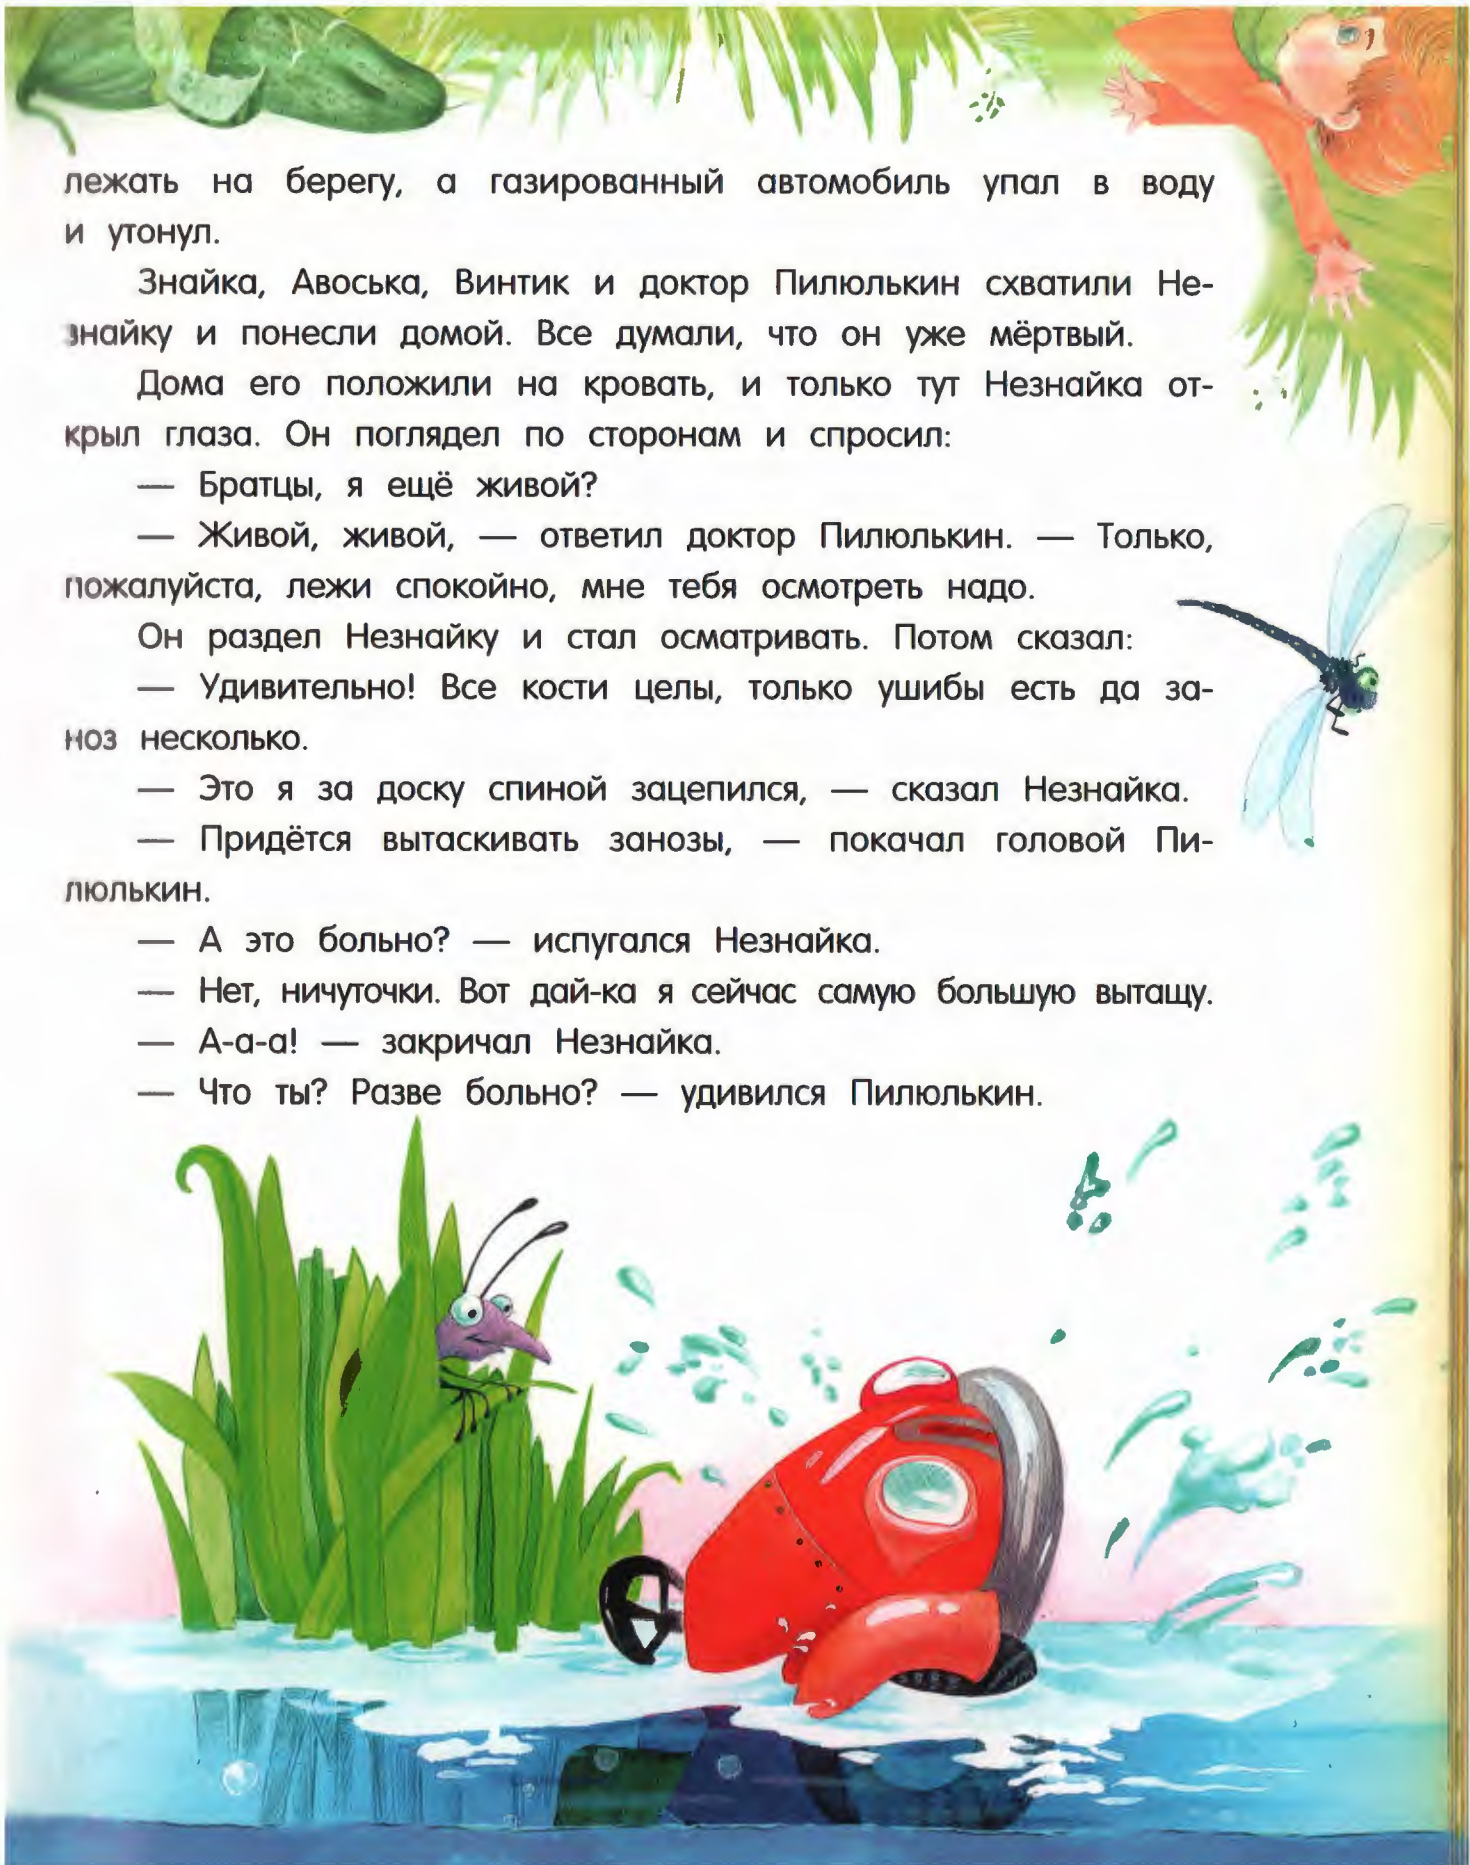 лежать на берегу, а газированный автомобиль упал в воду
и утонул.
Знайка, Авоська, Винтик и доктор Пилюлькин схватили Не-
знайку и понесли домой. Все думали, что он уже мёртвый.
Дома его положили на кровать, и только тут Незнайка от-
крыл глаза. Он поглядел по сторонам и спросил:
— Братцы, я ещё живой?
— Живой, живой, — ответил доктор Пилюлькин. — Только,
пожалуйста, лежи спокойно, мне тебя осмотреть надо.
Он раздел Незнайку и стал осматривать. Потом сказал:
— Удивительно! Все кости целы, только ушибы есть да за-
ноз несколько.
— Это я за доску спиной зацепился, — сказал Незнайка.
— Придётся вытаскивать занозы, — покачал головой Пи-
люлькин.
— А это больно? — испугался Незнайка.
— Нет, ничуточки. Вот дай-ка я сейчас самую большую вытащу.
— А-а-а! — закричал Незнайка.
— Что ты? Разве больно? — удивился Пилюлькин.